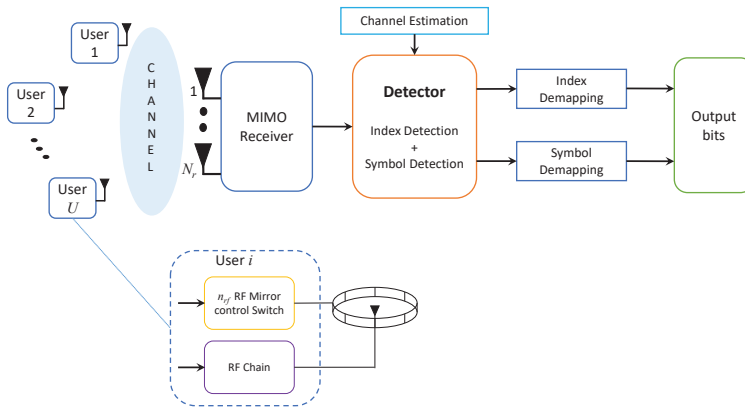 User
1
User
2
User
U
C
H
A
N
N
E
L
1
N_r
MIMO
Receiver
Channel Estimation
Detector
Index Detection
+
Symbol Detection
Index
Demapping
Symbol
Demapping
Output
bits
User i
n_rf RF Mirror
control Switch
RF Chain